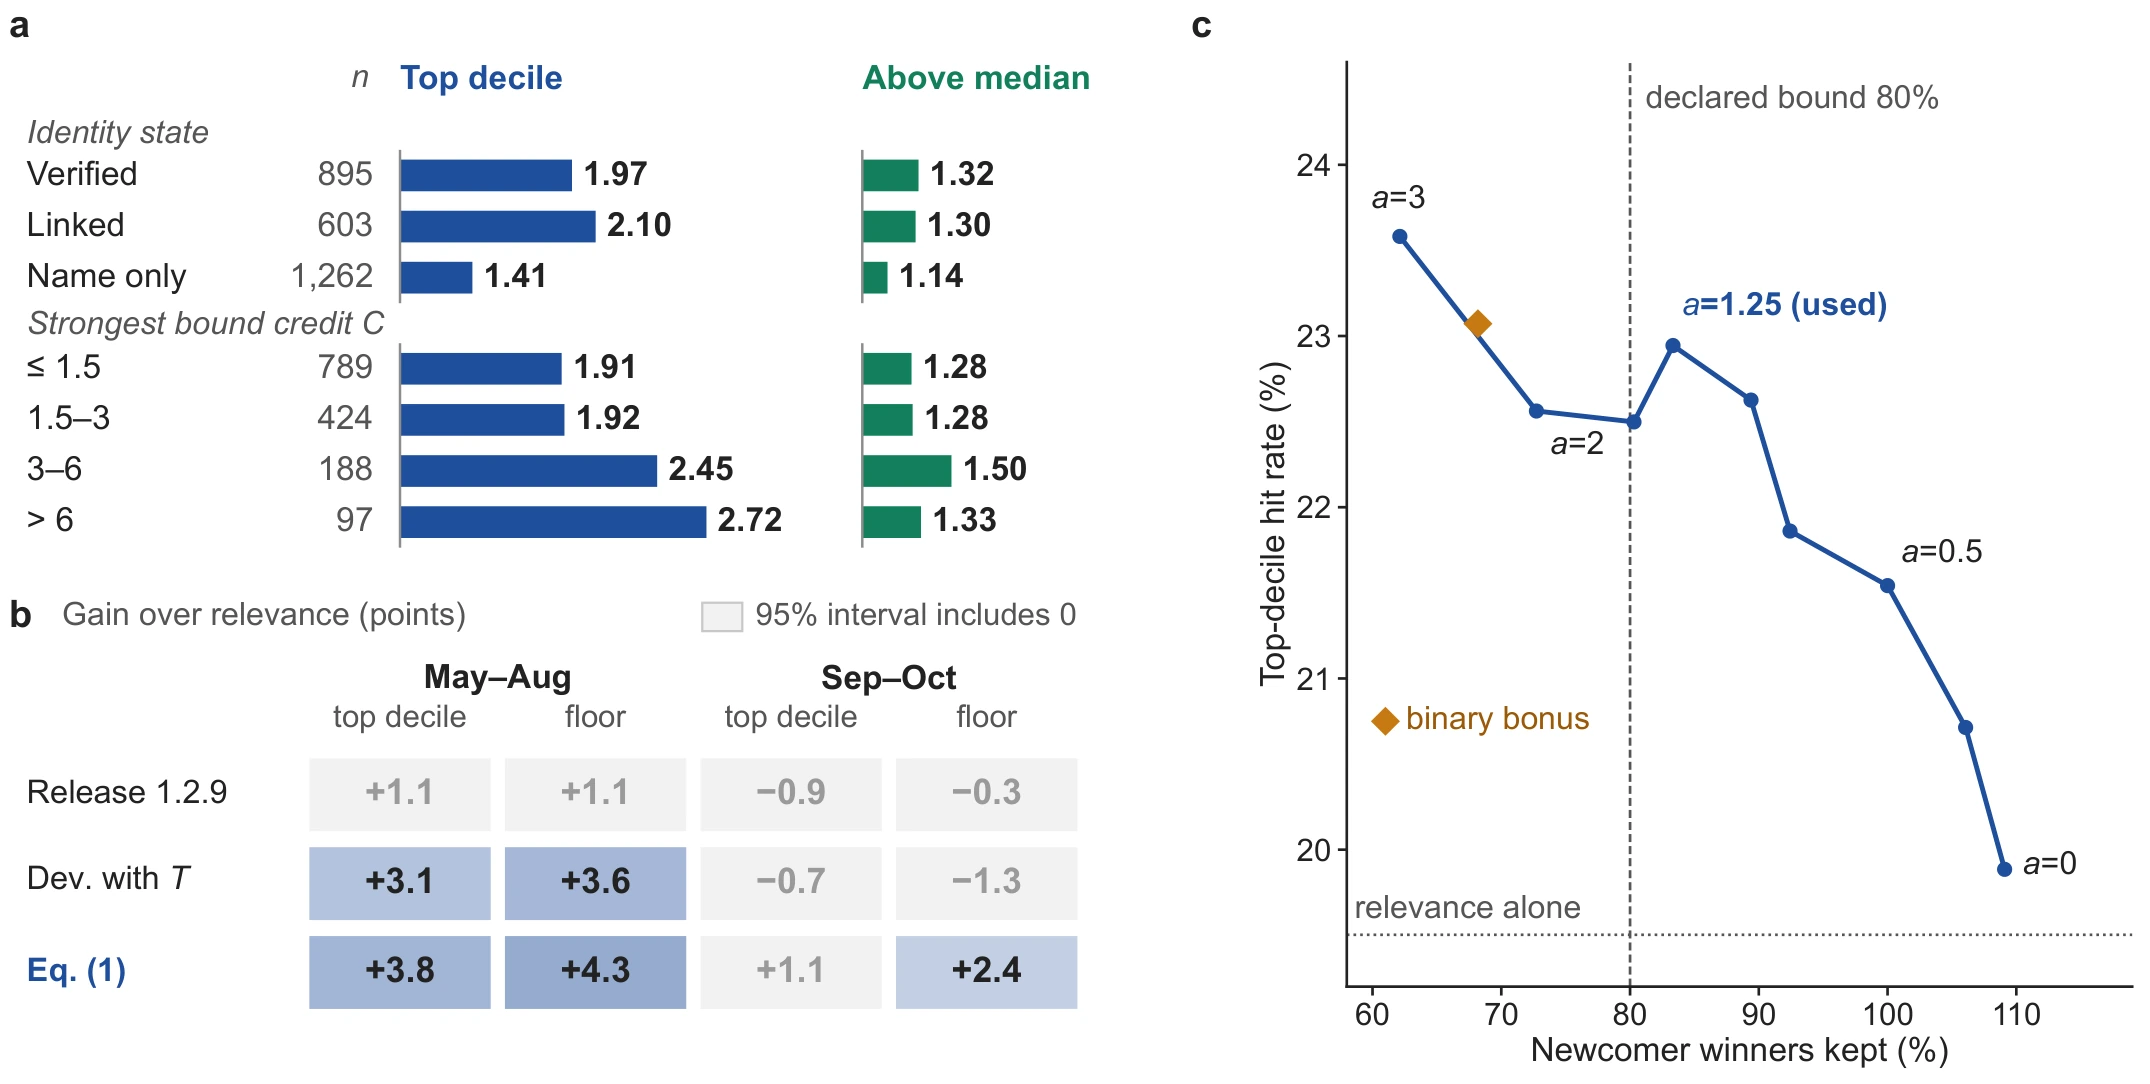 a
n Top decile Above median
Identity state
Verified 895 1.97 1.32
Linked 603 2.10 1.30
Name only 1,262 1.41 1.14
Strongest bound credit C
≤ 1.5 789 1.91 1.28
1.5–3 424 1.92 1.28
3–6 188 2.45 1.50
> 6 97 2.72 1.33
b Gain over relevance (points) 95% interval includes 0
May–Aug Sep–Oct
top decile floor top decile floor
Release 1.2.9 +1.1 +1.1 −0.9 −0.3
Dev. with T +3.1 +3.6 −0.7 −1.3
Eq. (1) +3.8 +4.3 +1.1 +2.4
c
declared bound 80%
24
a=3
a=1.25 (used)
23
a=2
22
a=0.5
21
binary bonus
20
a=0
relevance alone
Top-decile hit rate (%)
60 70 80 90 100 110
Newcomer winners kept (%)